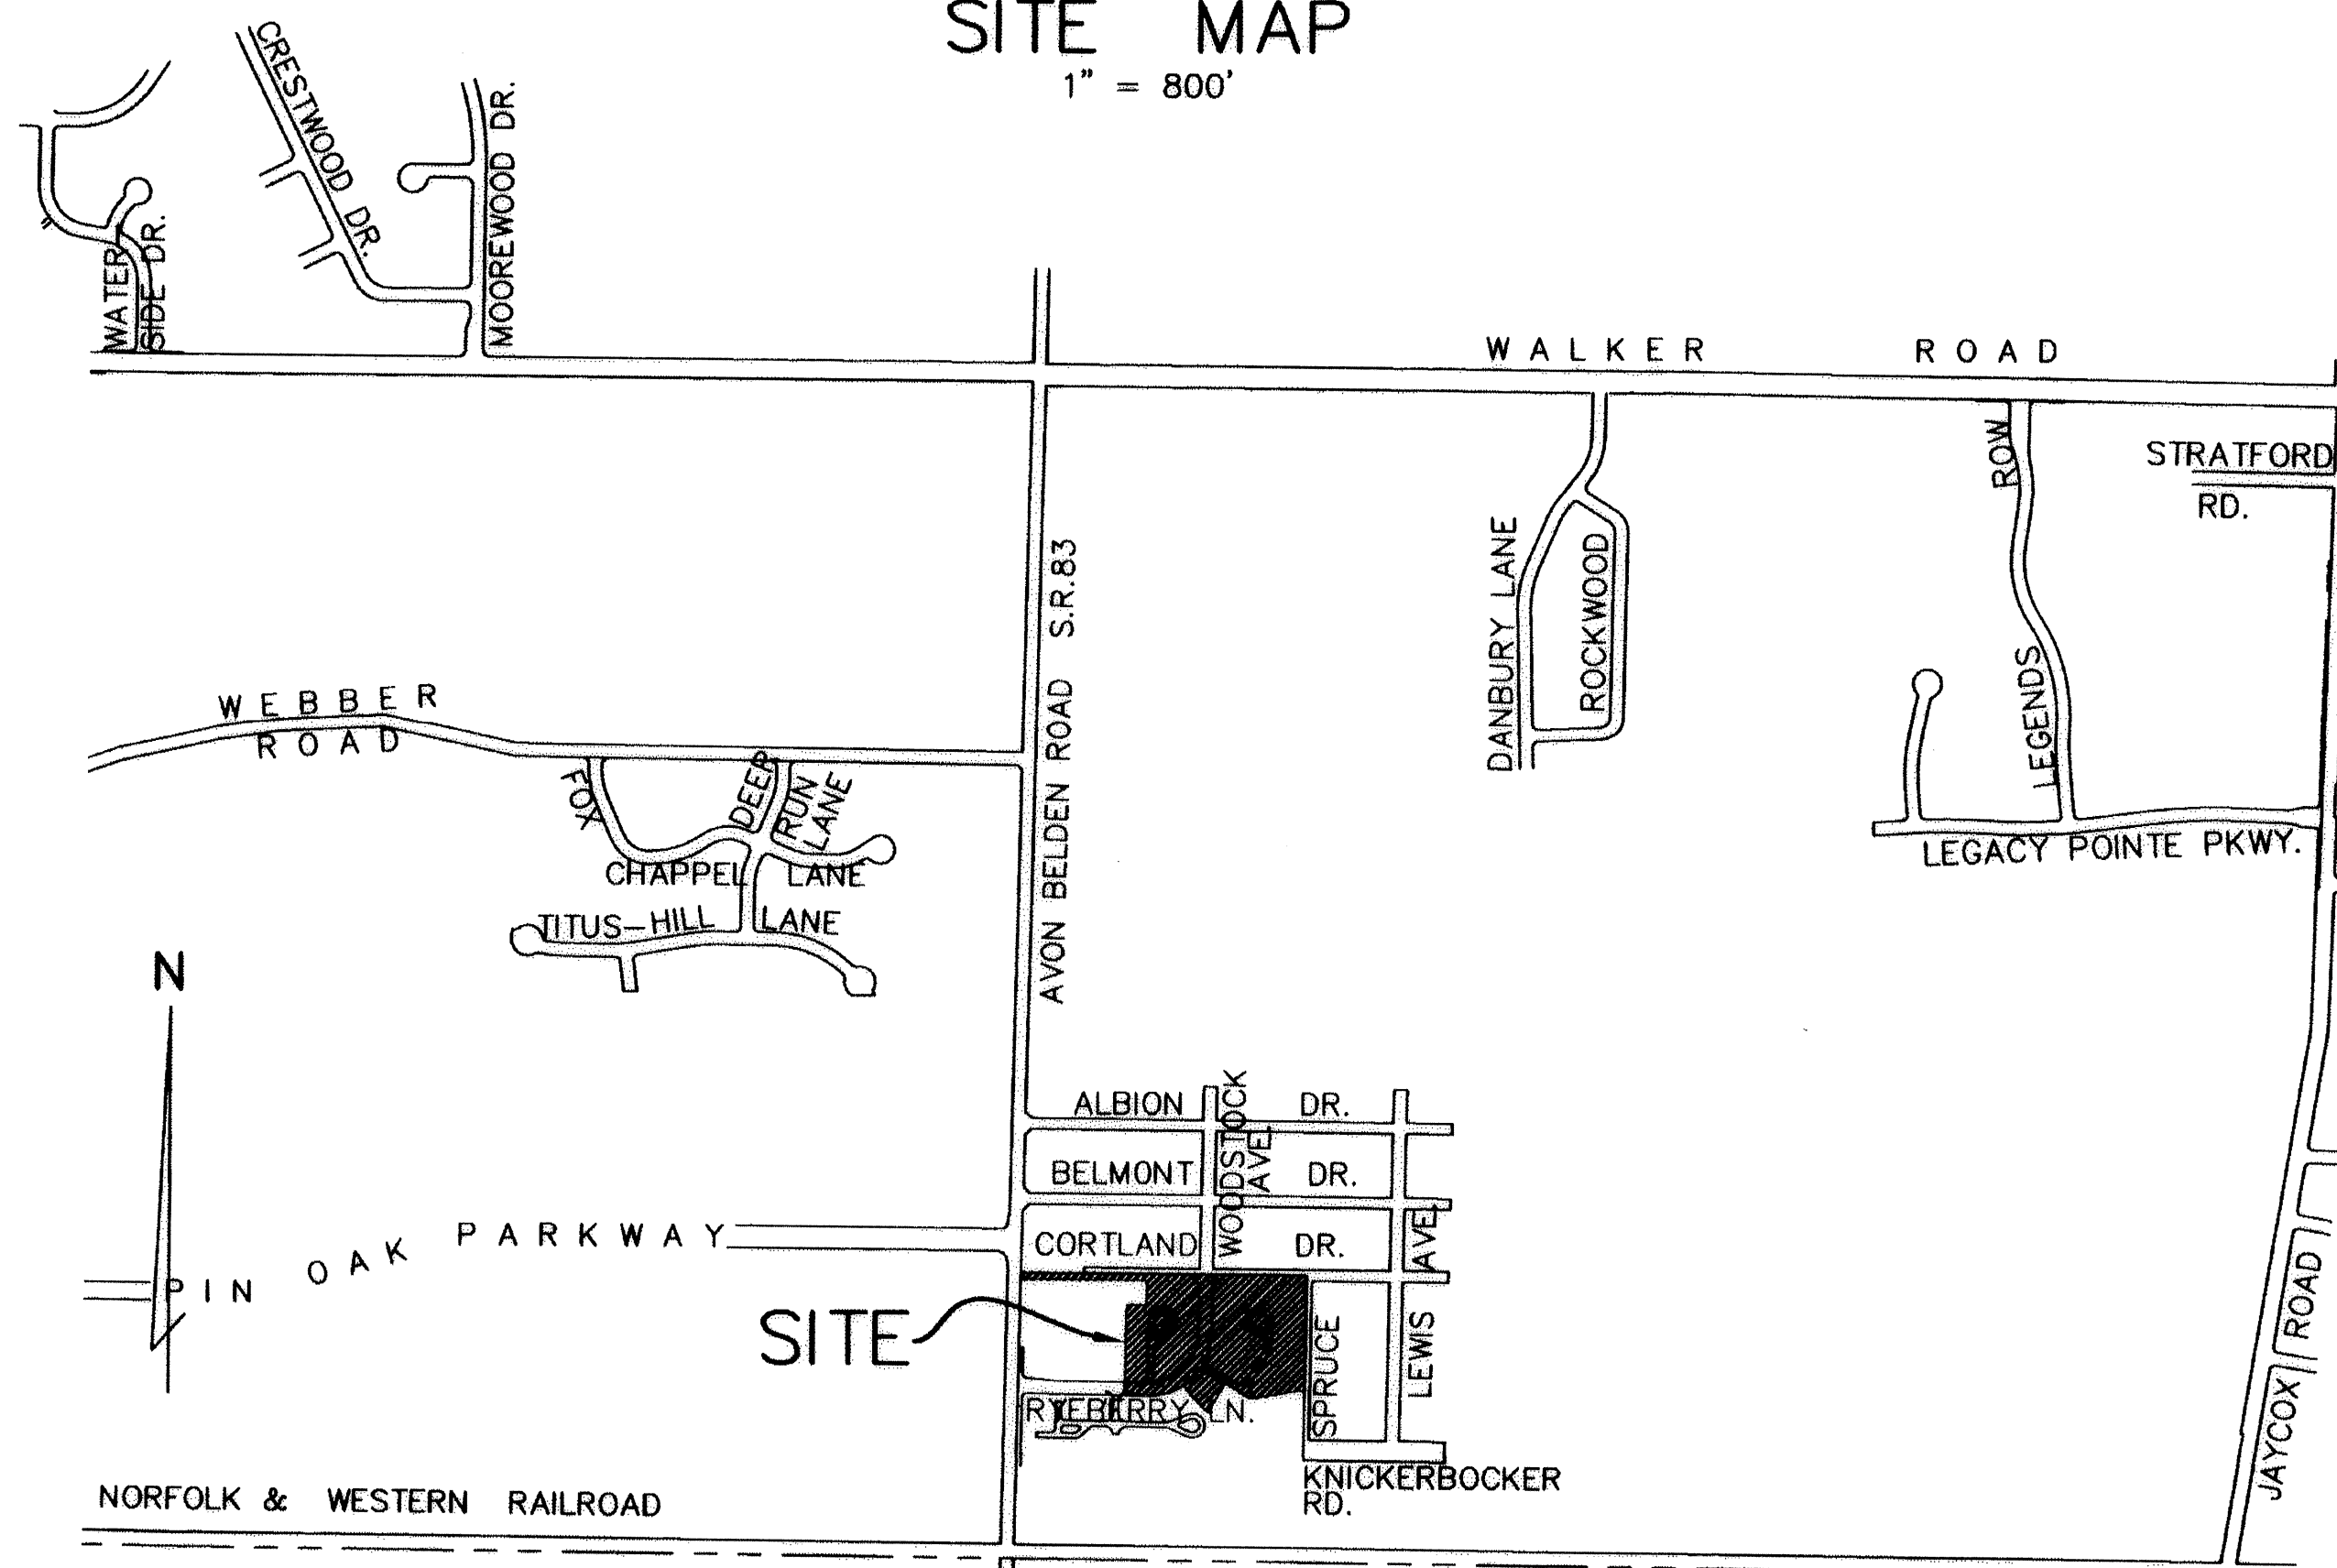 SITE MAP
1" = 800'
CRESTWOOD DR.
MOOREWOOD DR.
WATER
SIDE DR.
WALKER ROAD
ROW
STRATFORD
RD.
AVON BELDEN ROAD S.R.83
DANBURY LANE
ROCKWOOD
LEGENDS
WEBBER
ROAD
FOX
DEEP
RUN
LANE
CHAPPEL LANE
LEGACY POINTE PKWY.
TITUS-HILL LANE
N
ALBION DR.
WOODSTOCK
AVE.
BELMONT DR.
PIN OAK PARKWAY
CORTLAND DR.
LEWIS AVE.
SITE
SPRUCE
RYEBERRY LN.
JAYCOX ROAD
KNICKERBOCKER
RD.
NORFOLK & WESTERN RAILROAD